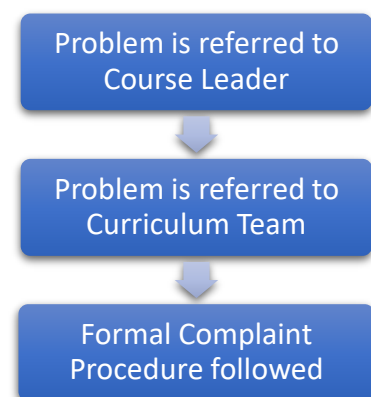 Problem is referred to
Course Leader
Problem is referred to
Curriculum Team
Formal Complaint
Procedure followed